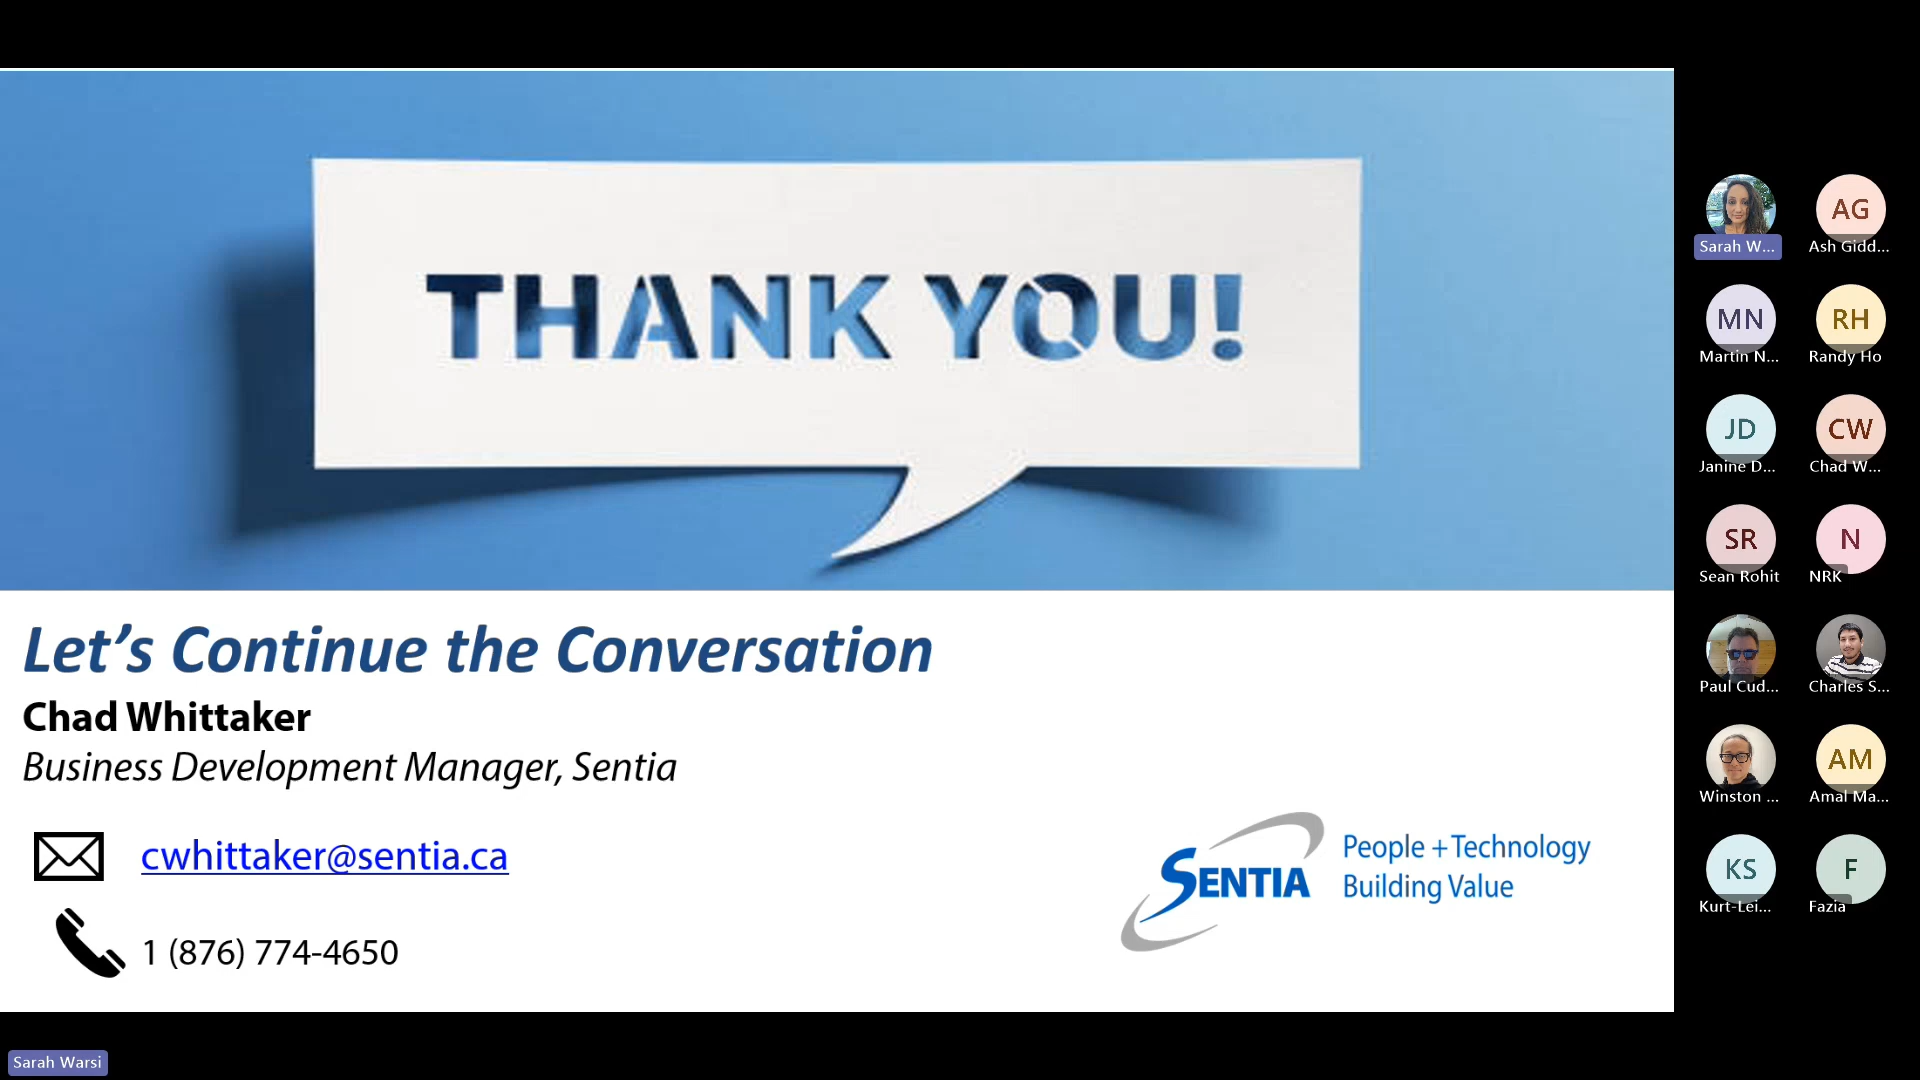 THANK YOU!
Let's Continue the Conversation
Chad Whittaker
Business Development Manager, Sentia
cwhittaker@sentia.ca
1 (876) 774-4650
SENTIA
People + Technology
Building Value
Sarah W...
AG
Ash Gidd...
MN
Martin N...
RH
Randy Ho
JD
Janine D...
CW
Chad W...
SR
Sean Rohit
N
NRK
Paul Cud...
Charles S...
Winston ...
AM
Amal Ma...
KS
Kurt-Lei...
F
Fazia
Sarah Warsi